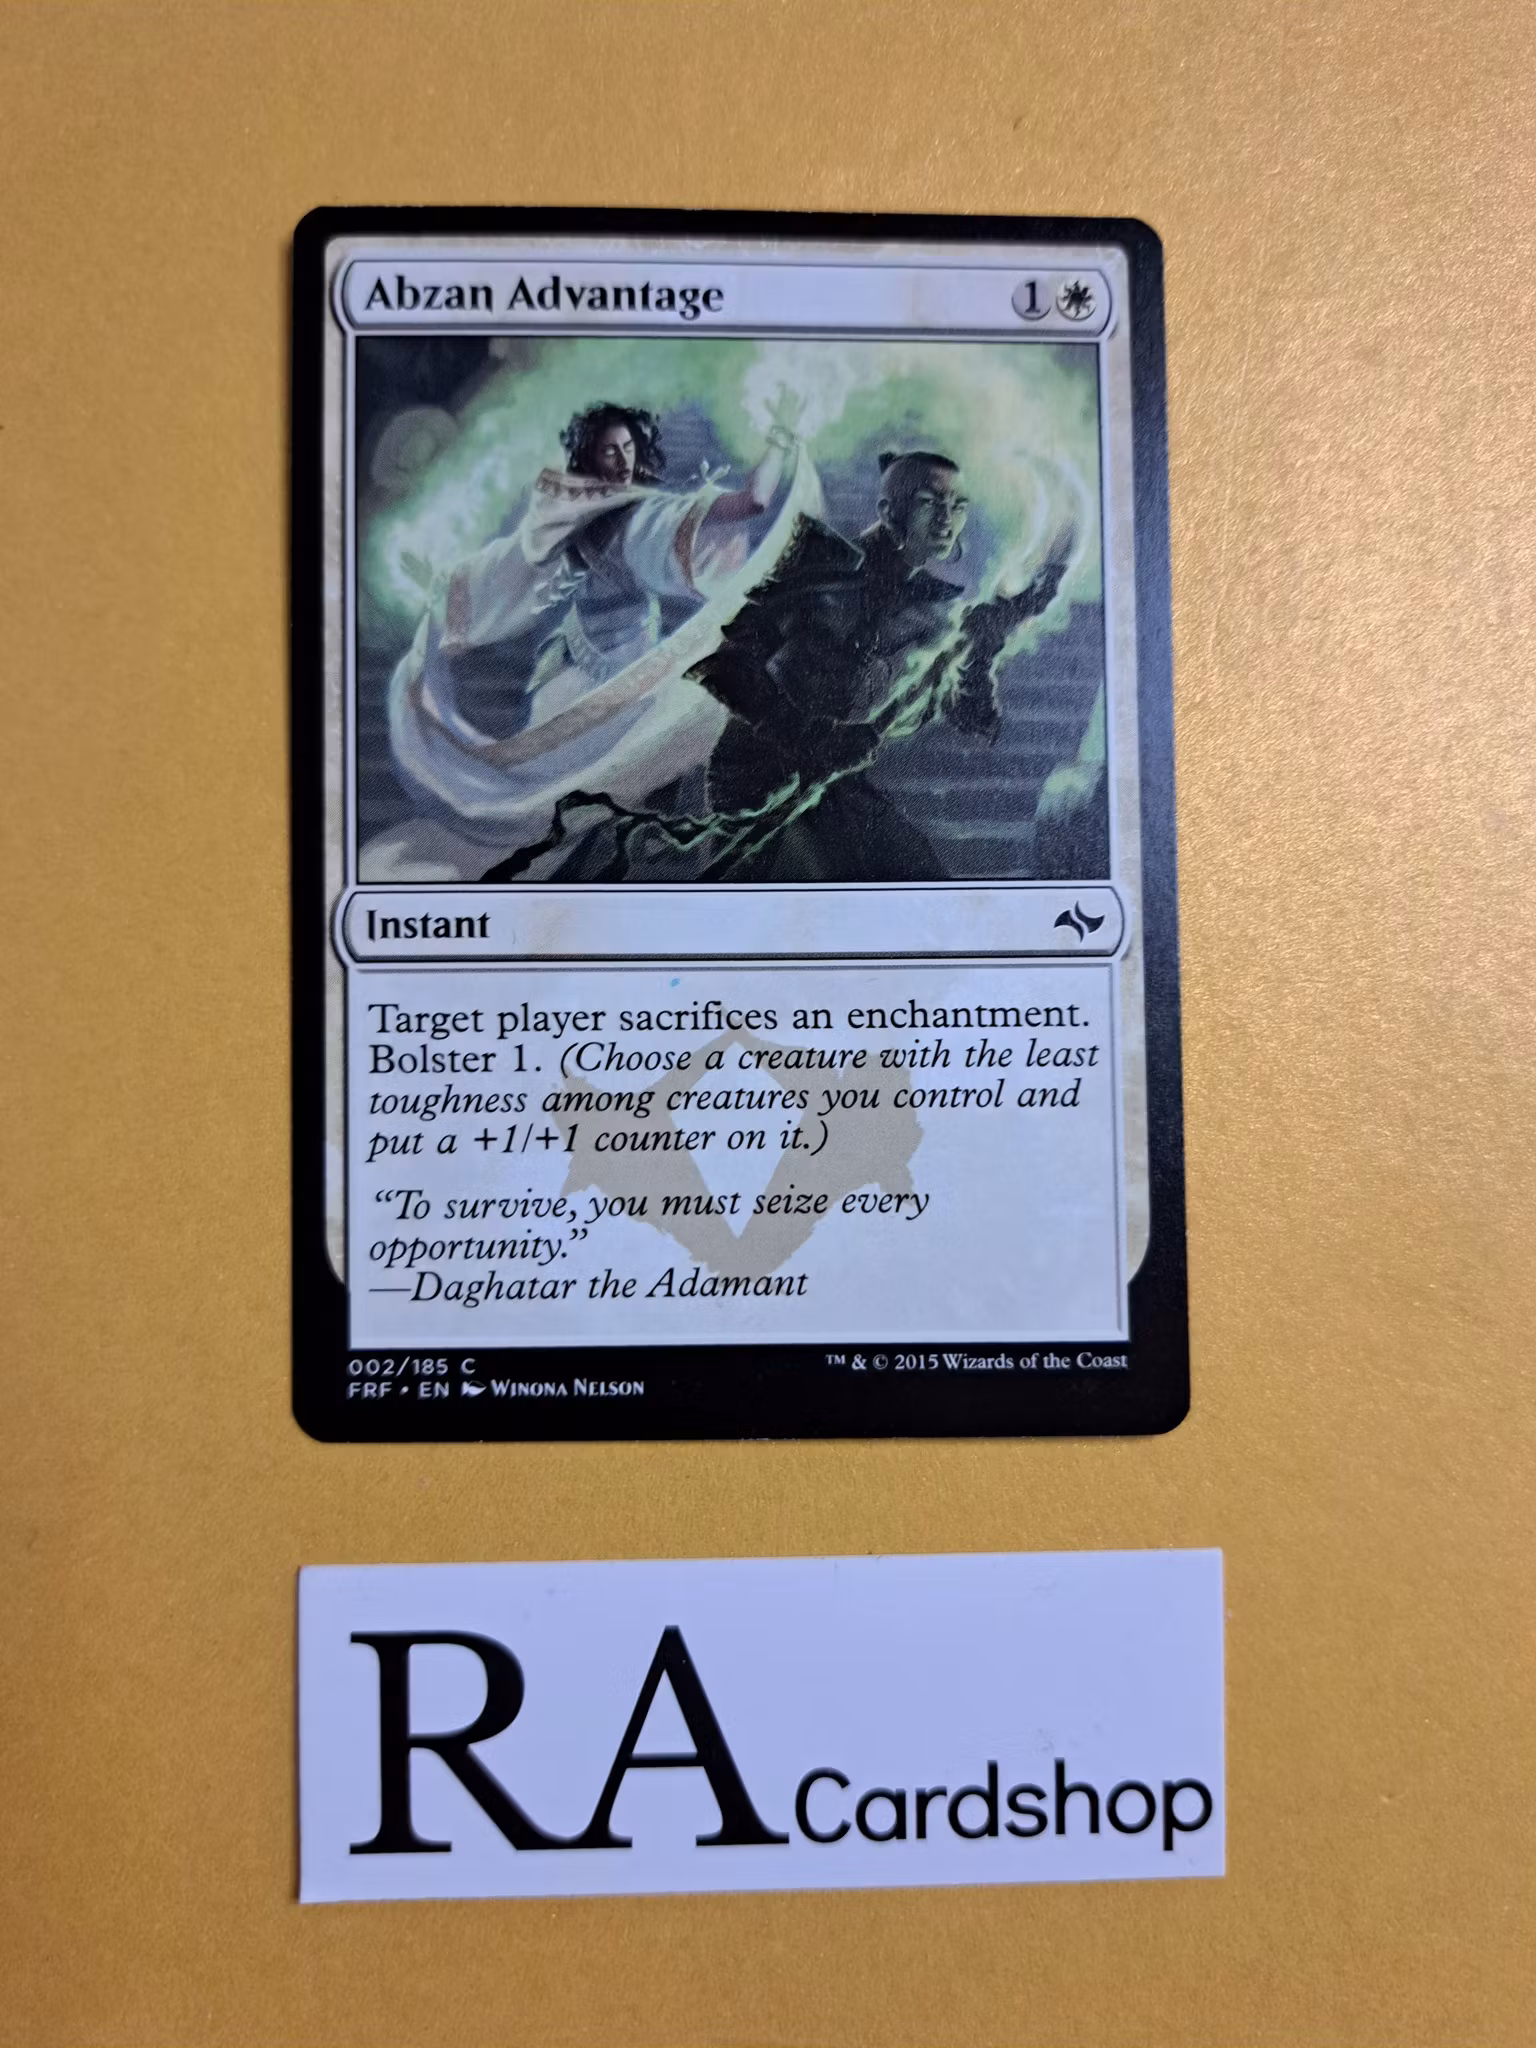 Abzan Advantage 1
Instant
Target player sacrifices an enchantment.
Bolster 1. (Choose a creature with the least
toughness among creatures you control and
put a +1/+1 counter on it.)
“To survive, you must seize every
opportunity.”
—Daghatar the Adamant
002/185 C
™ & © 2015 Wizards of the Coast
FRF • EN Winona Nelson
RA Cardshop